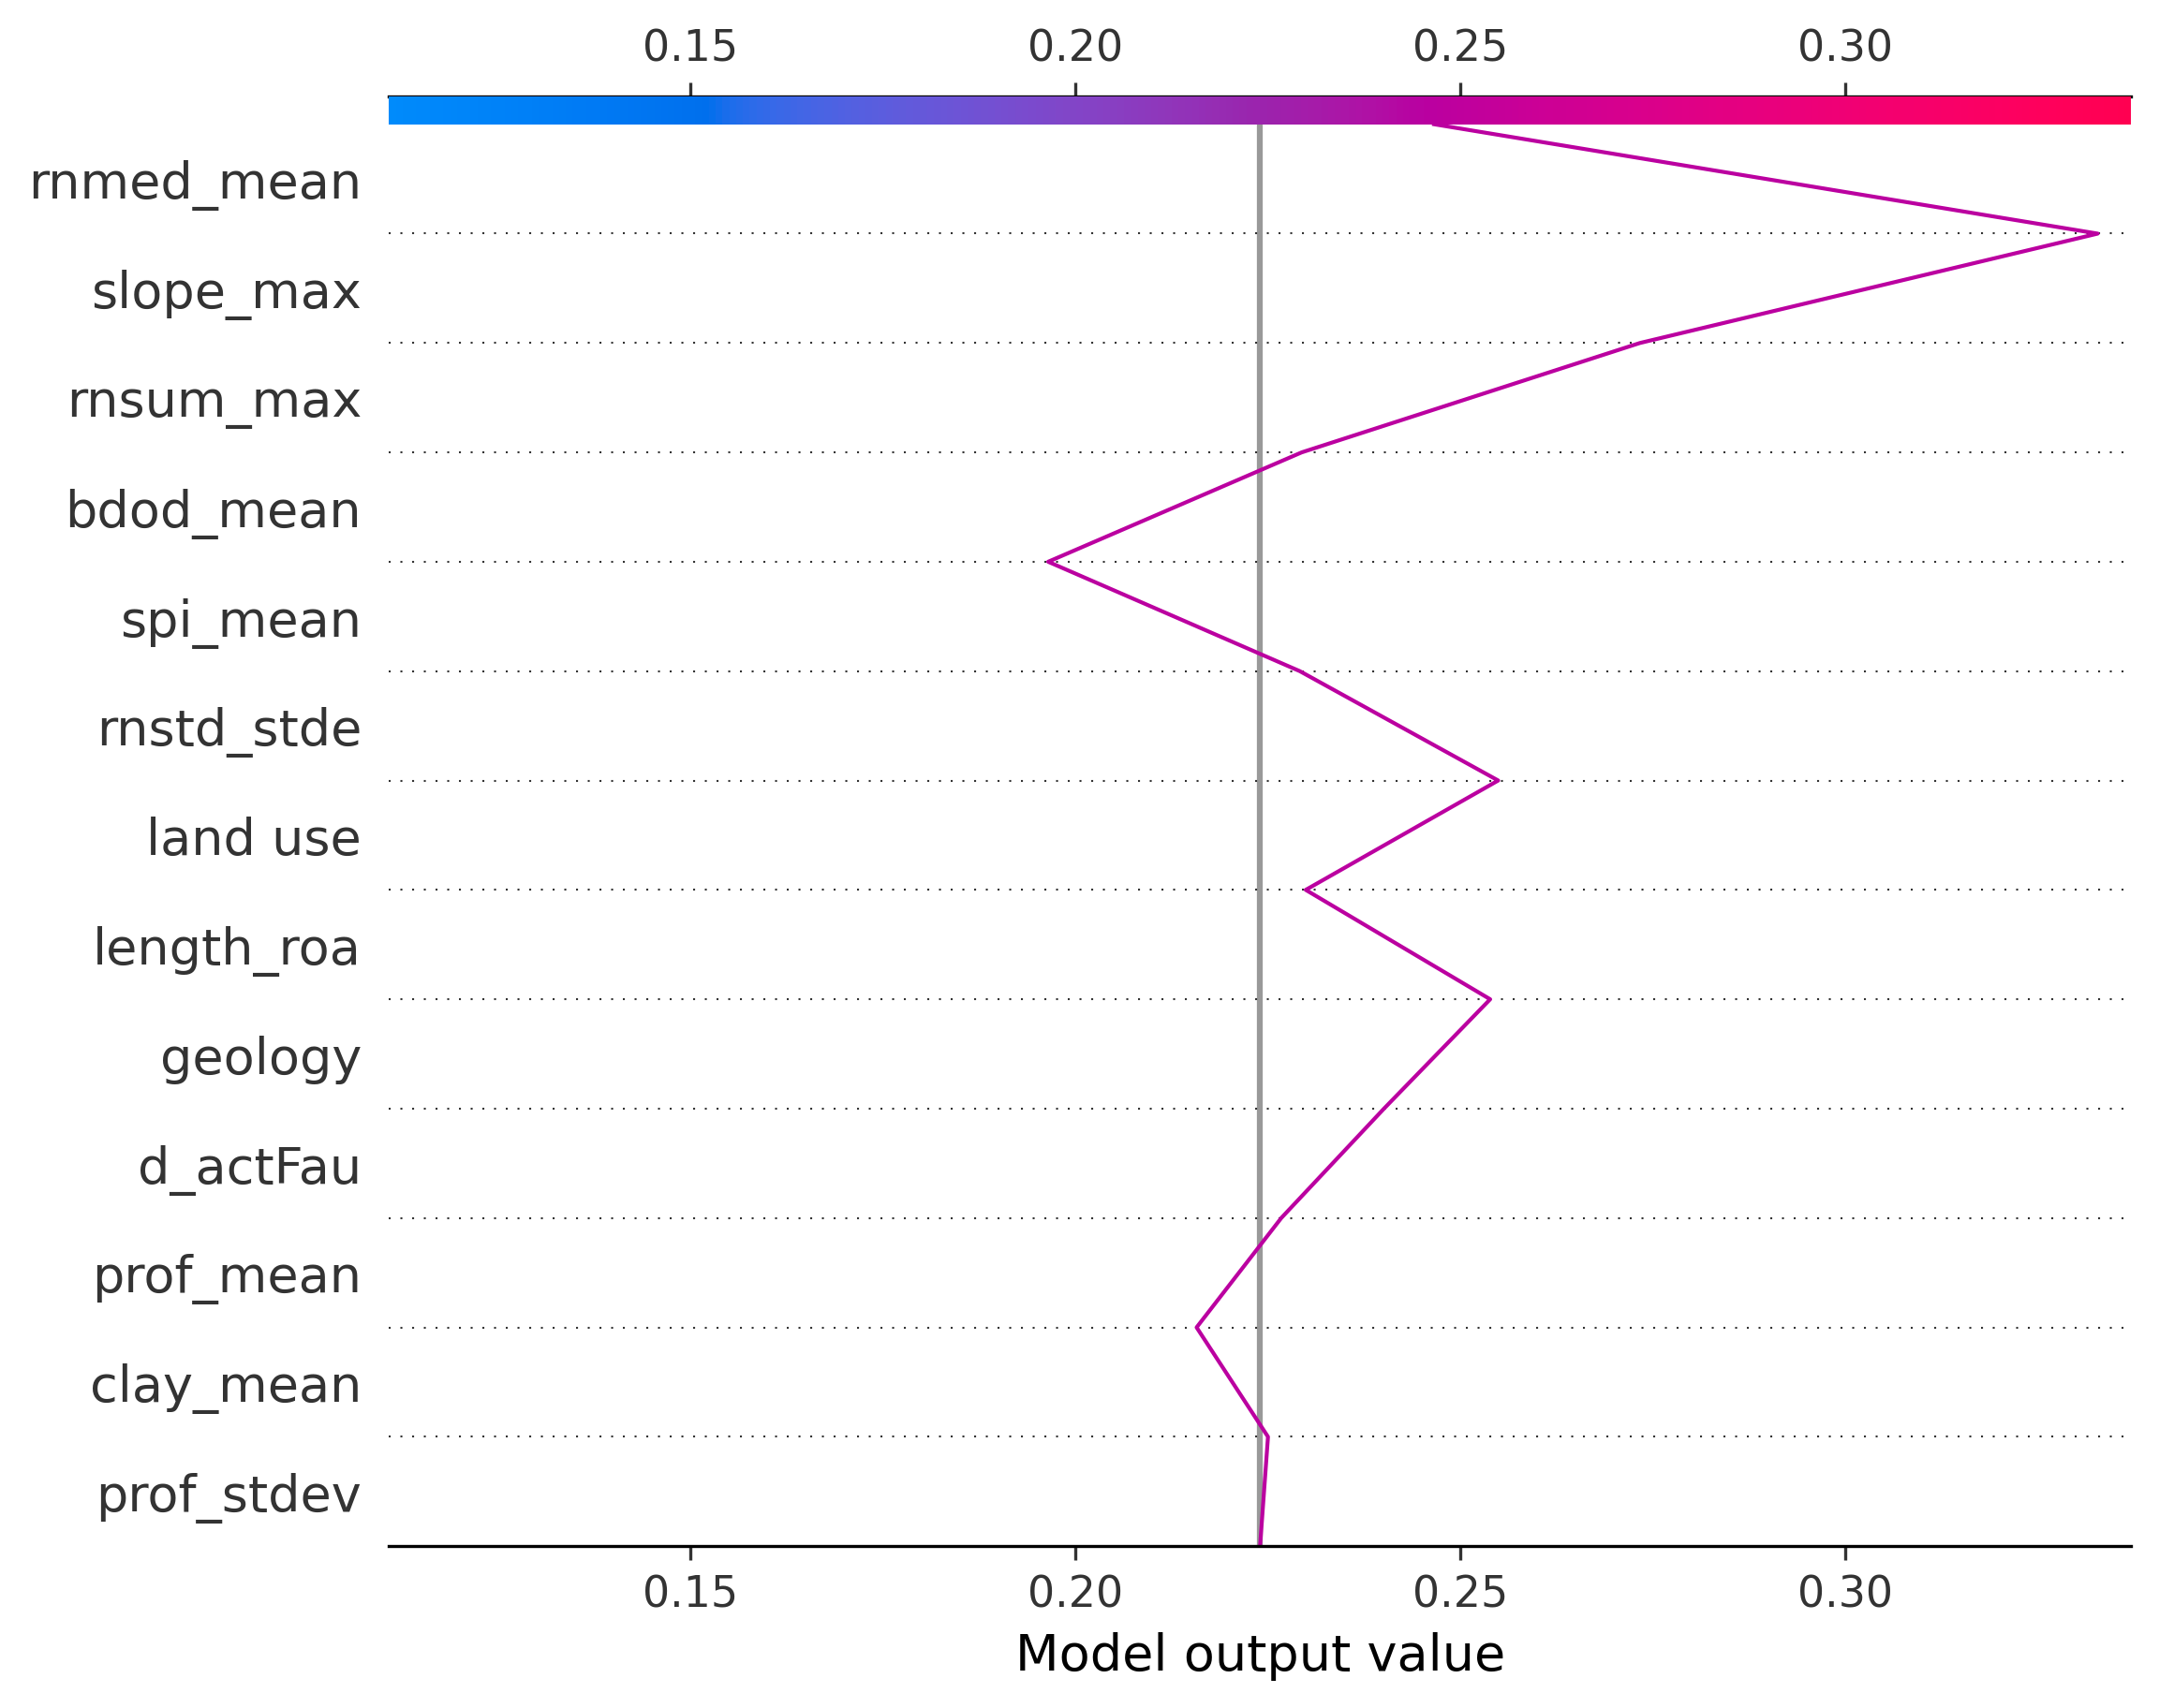 0.15 0.20 0.25 0.30
rnmed_mean
slope_max
rnsum_max
bdod_mean
spi_mean
rnstd_stde
land use
length_roa
geology
d_actFau
prof_mean
clay_mean
prof_stdev
0.15 0.20 0.25 0.30
Model output value